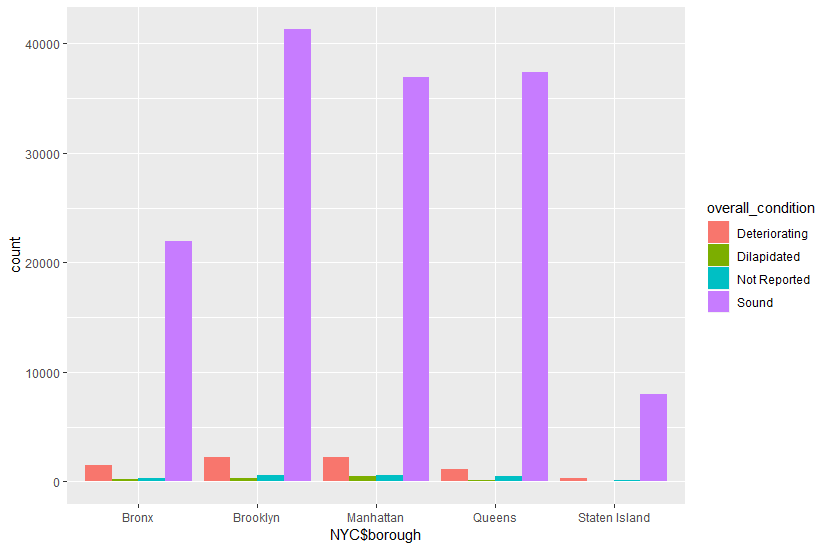 40000
30000
20000
10000
0
count
Bronx Brooklyn Manhattan Queens Staten Island
NYC$borough
overall_condition
Deteriorating
Dilapidated
Not Reported
Sound